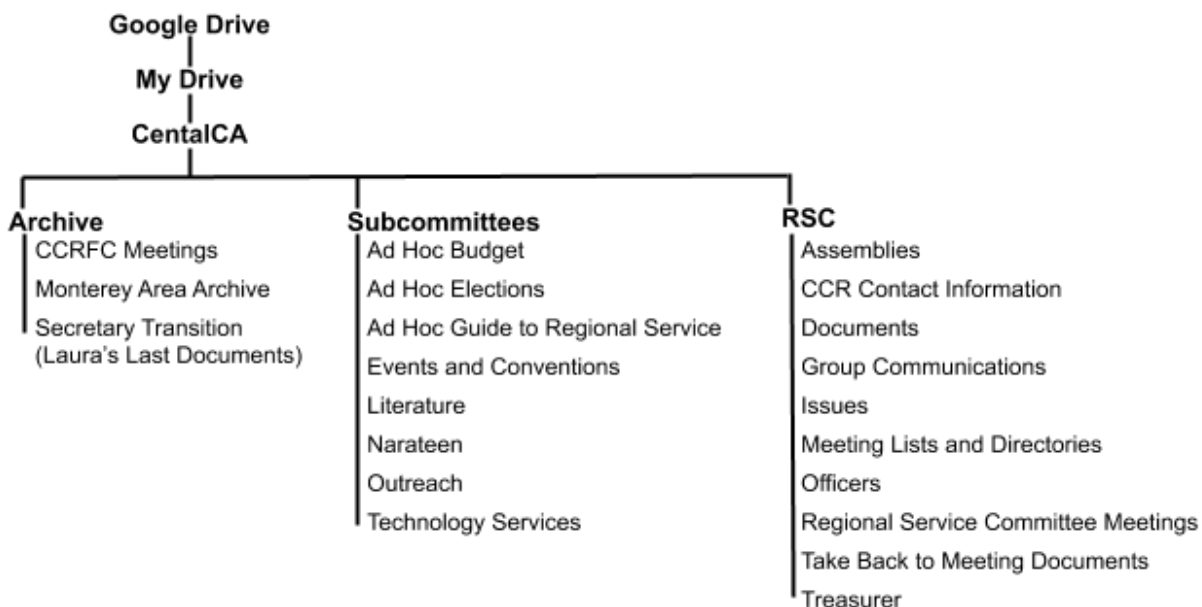 Google Drive
My Drive
CentalCA
Archive
CCRFC Meetings
Monterey Area Archive
Secretary Transition
(Laura's Last Documents)
Subcommittees
Ad Hoc Budget
Ad Hoc Elections
Ad Hoc Guide to Regional Service
Events and Conventions
Literature
Narateen
Outreach
Technology Services
RSC
Assemblies
CCR Contact Information
Documents
Group Communications
Issues
Meeting Lists and Directories
Officers
Regional Service Committee Meetings
Take Back to Meeting Documents
Treasurer